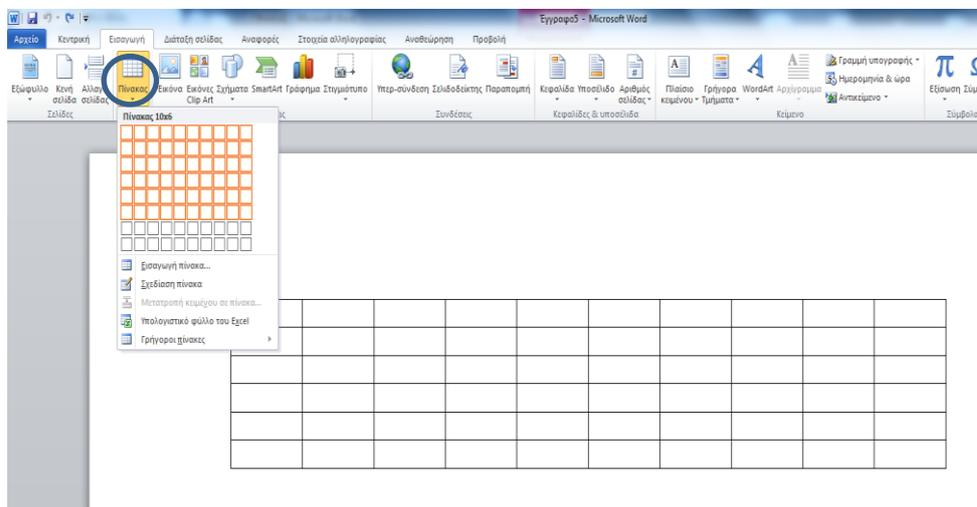 Έγγραφο5 - Microsoft Word
Αρχείο Κεντρική Εισαγωγή Διάταξη σελίδας Αναφορές Στοιχεία αλληλογραφίας Αναθεώρηση Προβολή
Εξώφυλλο Κενή σελίδα Αλλαγή σελίδας Πίνακας Εικόνα Εικόνες Clip Art Σχήματα SmartArt Γράφημα Στιγμιότυπο Υπερ-σύνδεση Σελιδοδείκτης Παραπομπή Κεφαλίδα Υποσέλιδο Αριθμός σελίδας Πλαίσιο κειμένου Γρήγορα Τμήματα WordArt Αρχίγραμμα Γραμμή υπογραφής
Ημερομηνία & ώρα
Αντικείμενο
Εξίσωση
Σελίδες Συνδέσεις Κεφαλίδες & υποσέλιδα Κείμενο
Πίνακας 10x6
Εισαγωγή πίνακα...
Σχεδίαση πίνακα
Μετατροπή κειμένου σε πίνακα...
Υπολογιστικό φύλλο του Excel
Γρήγοροι πίνακες